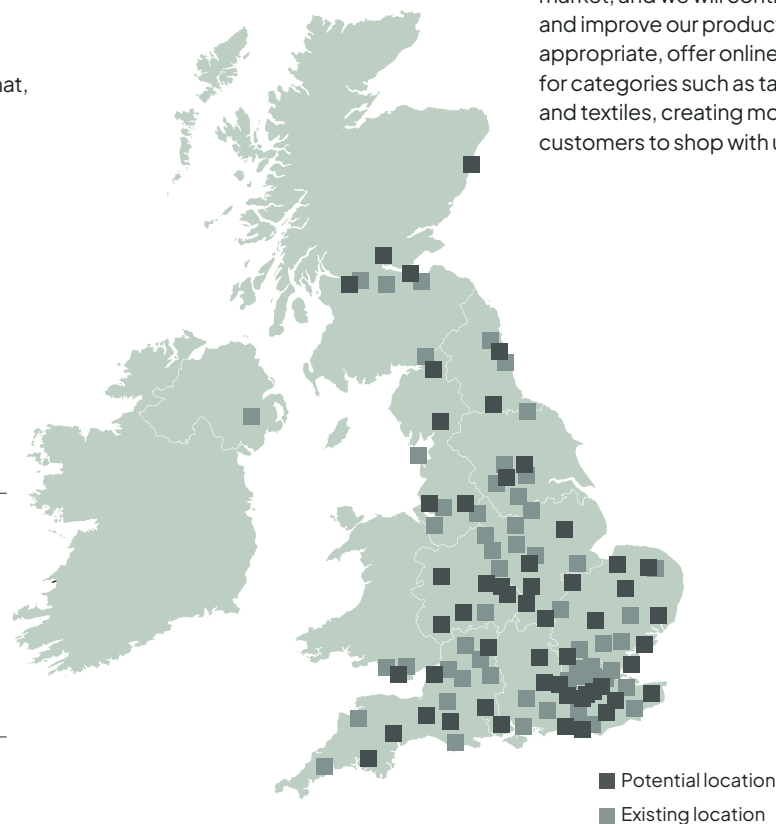 and improve our produc
appropriate, offer online
for categories such as ta
and textiles, creating mo
customers to shop with u
Potential location
Existing location